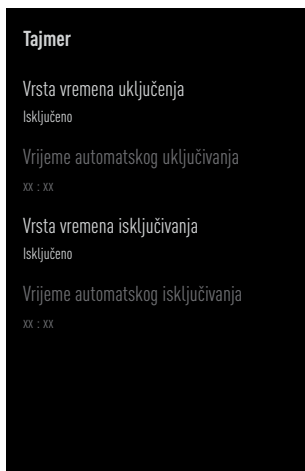 Tajmer
Vrsta vremena uključenja
Isključeno
Vrijeme automatskog uključivanja
xx : xx
Vrsta vremena isključivanja
Isključeno
Vrijeme automatskog isključivanja
xx : xx